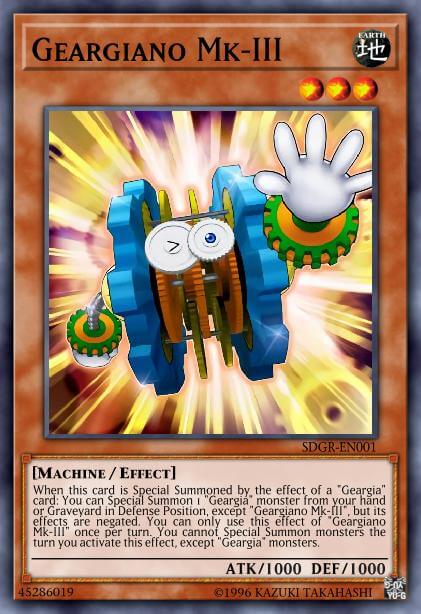 Geargiano Mk-III
EARTH
地
SDGR-EN001
[Machine / Effect]
When this card is Special Summoned by the effect of a "Geargia"
card: You can Special Summon 1 "Geargia" monster from your hand
or Graveyard in Defense Position, except "Geargiano Mk-III", but its
effects are negated. You can only use this effect of "Geargiano
Mk-III" once per turn. You cannot Special Summon monsters the
turn you activate this effect, except "Geargia" monsters.
ATK/1000 DEF/1000
45286019
©1996 KAZUKI TAKAHASHI